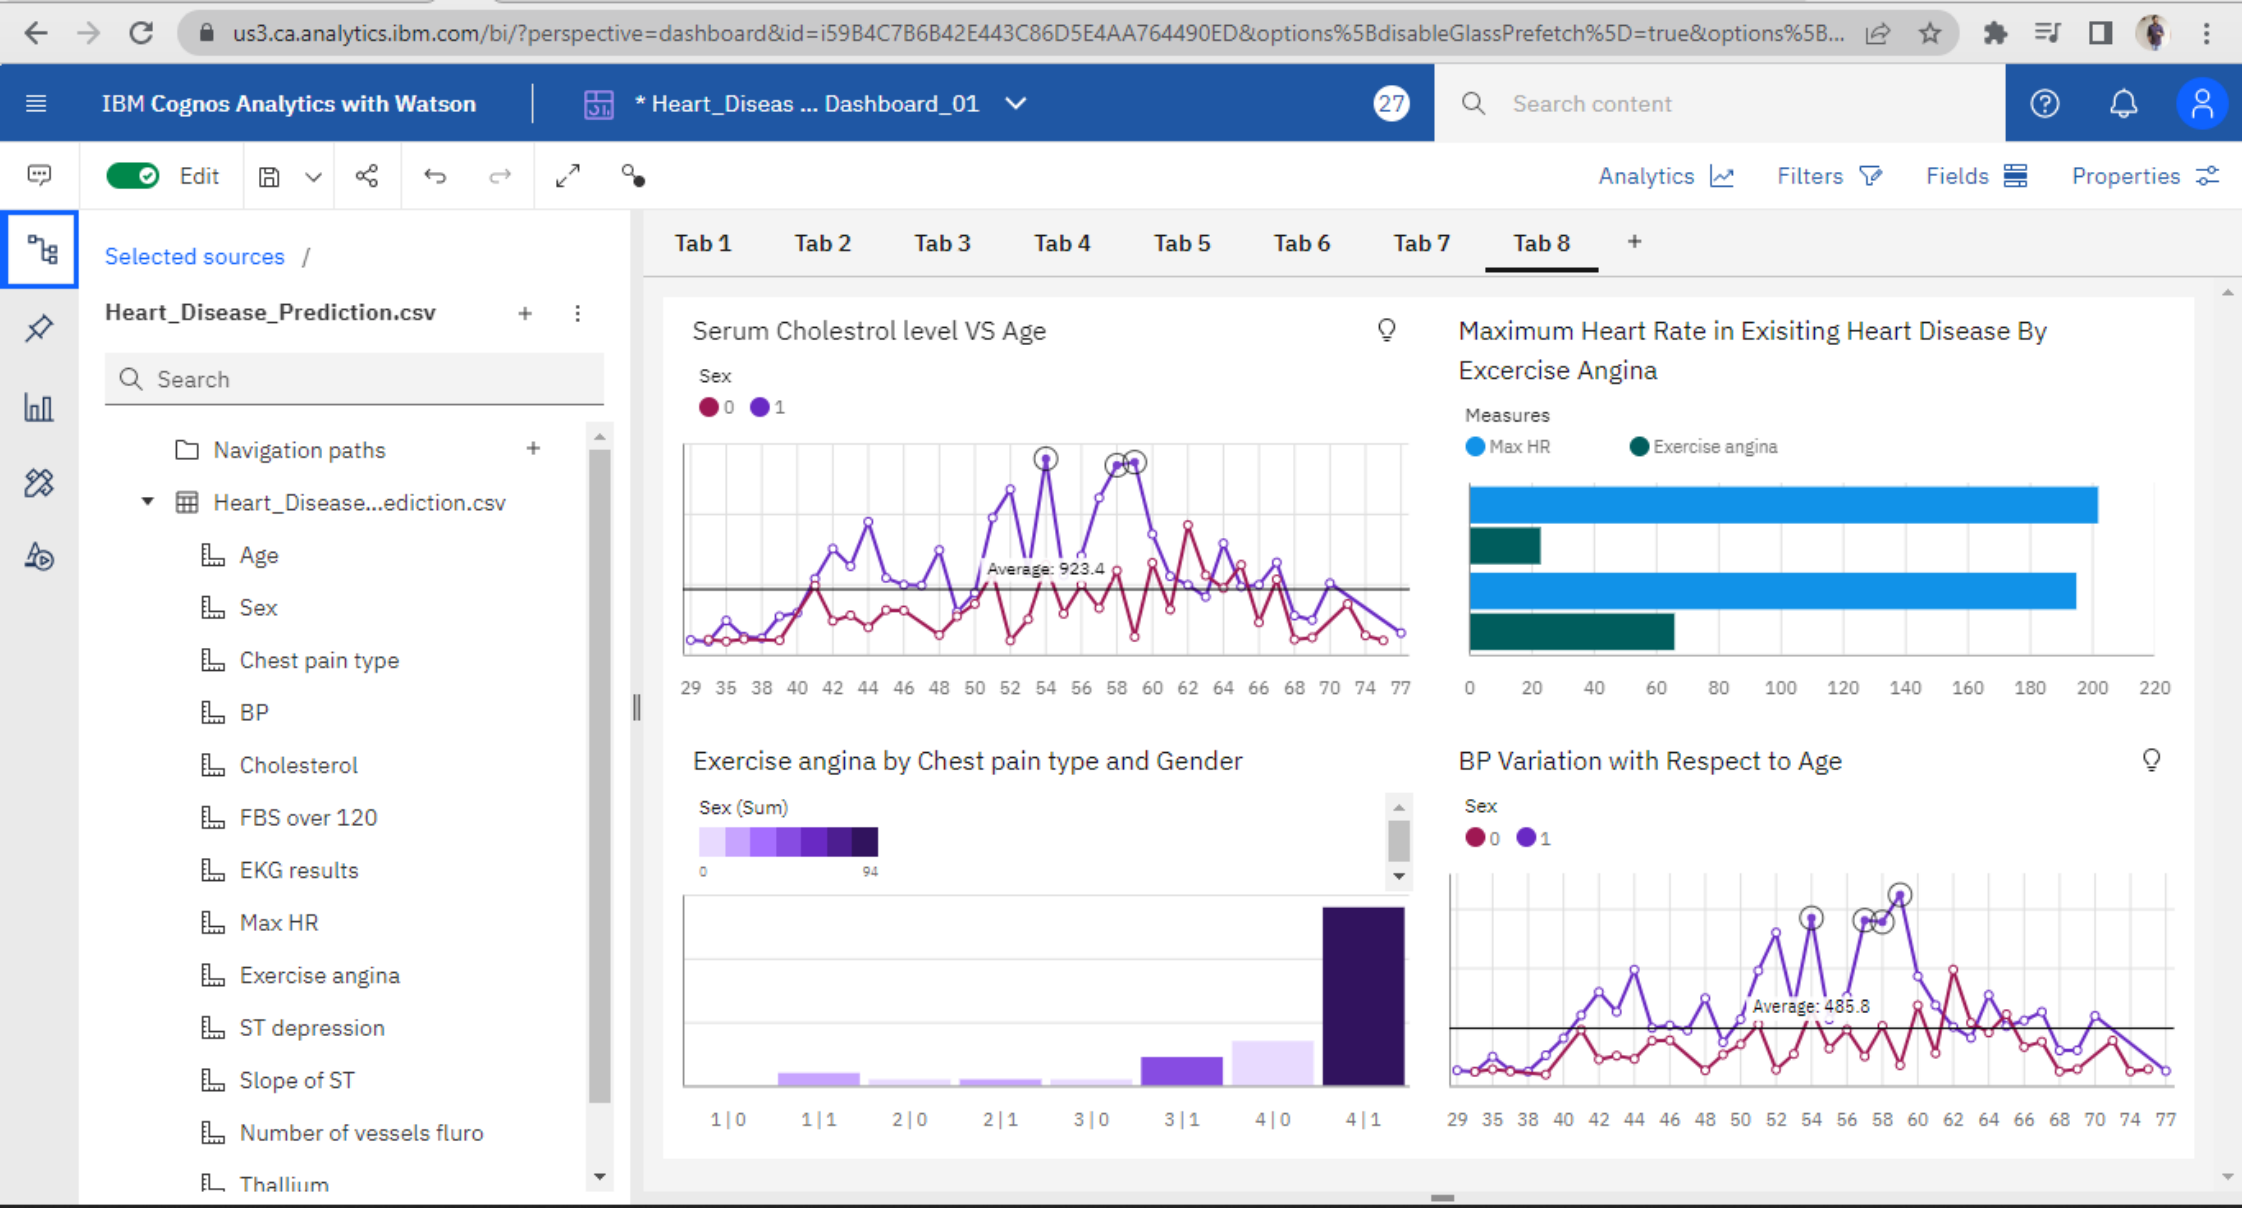 us3.ca.analytics.ibm.com/bi/?perspective=dashboard&id=i59B4C7B6B42E443C86D5E4AA764490ED&options%5BdisableGlassPrefetch%5D=true&options%5B...
IBM Cognos Analytics with Watson
* Heart_Diseas ... Dashboard_01
27
Search content
Edit
Analytics
Filters
Fields
Properties
Selected sources /
Heart_Disease_Prediction.csv
Search
Navigation paths
Heart_Disease...ediction.csv
Age
Sex
Chest pain type
BP
Cholesterol
FBS over 120
EKG results
Max HR
Exercise angina
ST depression
Slope of ST
Number of vessels fluro
Thallium
Tab 1 Tab 2 Tab 3 Tab 4 Tab 5 Tab 6 Tab 7 Tab 8 +
Serum Cholestrol level VS Age
Sex
0 1
Average: 923.4
29 35 38 40 42 44 46 48 50 52 54 56 58 60 62 64 66 68 70 74 77
Maximum Heart Rate in Exisiting Heart Disease By
Excercise Angina
Measures
Max HR Exercise angina
0 20 40 60 80 100 120 140 160 180 200 220
Exercise angina by Chest pain type and Gender
Sex (Sum)
0 94
1|0 1|1 2|0 2|1 3|0 3|1 4|0 4|1
BP Variation with Respect to Age
Sex
0 1
Average: 485.8
29 35 38 40 42 44 46 48 50 52 54 56 58 60 62 64 66 68 70 74 77